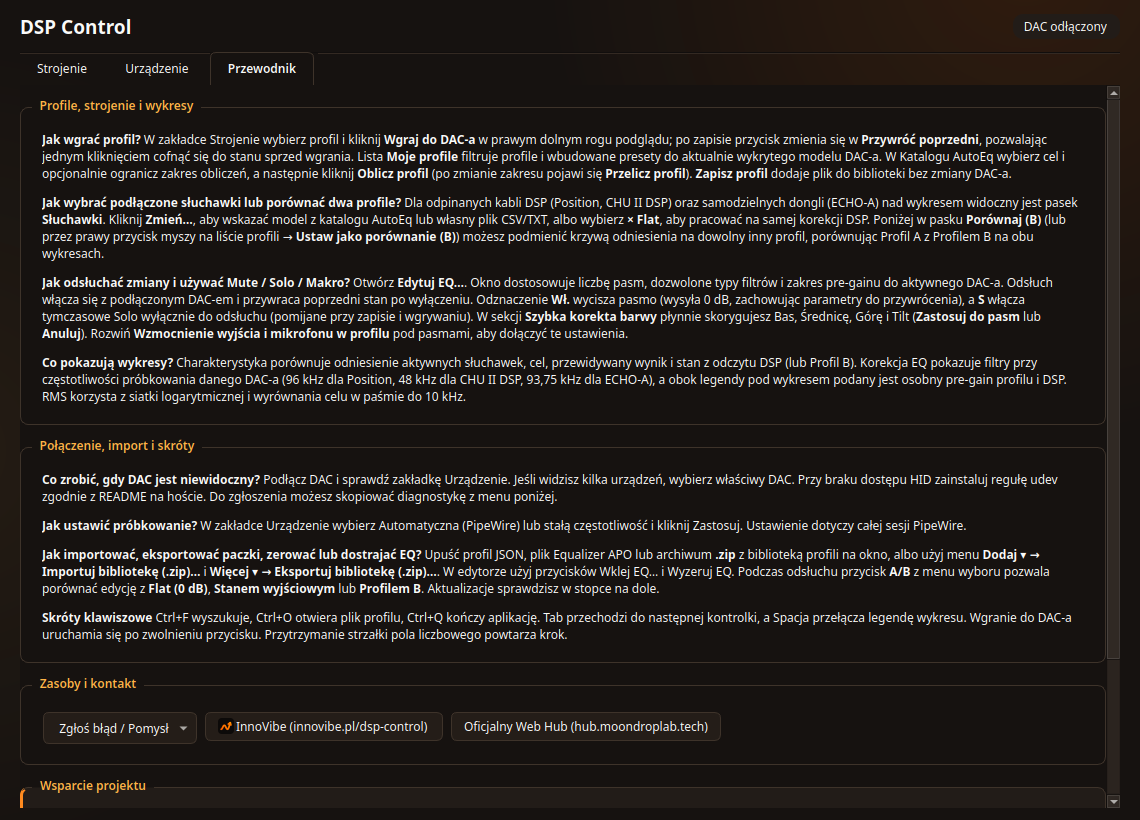 DSP Control
DAC odłączony
Strojenie
Urządzenie
Przewodnik
Profile, strojenie i wykresy
Jak wgrać profil? W zakładce Strojenie wybierz profil i kliknij Wgraj do DAC-a w prawym dolnym rogu podglądu; po zapisie przycisk zmienia się w Przywróć poprzedni, pozwalając
jednym kliknięciem cofnąć się do stanu sprzed wgrania. Lista Moje profile filtruje profile i wbudowane presety do aktualnie wykrytego modelu DAC-a. W Katalogu AutoEq wybierz cel i
opcjonalnie ogranicz zakres obliczeń, a następnie kliknij Oblicz profil (po zmianie zakresu pojawi się Przelicz profil). Zapisz profil dodaje plik do biblioteki bez zmiany DAC-a.
Jak wybrać podłączone słuchawki lub porównać dwa profile? Dla odpinanych kabli DSP (Position, CHU II DSP) oraz samodzielnych dongli (ECHO-A) nad wykresem widoczny jest pasek
Słuchawki. Kliknij Zmień…, aby wskazać model z katalogu AutoEq lub własny plik CSV/TXT, albo wybierz × Flat, aby pracować na samej korekcji DSP. Poniżej w pasku Porównaj (B) (lub
przez prawy przycisk myszy na liście profili → Ustaw jako porównanie (B)) możesz podmienić krzywą odniesienia na dowolny inny profil, porównując Profil A z Profilem B na obu
wykresach.
Jak odsłuchać zmiany i używać Mute / Solo / Makro? Otwórz Edytuj EQ…. Okno dostosowuje liczbę pasm, dozwolone typy filtrów i zakres pre-gainu do aktywnego DAC-a. Odsłuch
włącza się z podłączonym DAC-em i przywraca poprzedni stan po wyłączeniu. Odznaczenie Wł. wycisza pasmo (wysyła 0 dB, zachowując parametry do przywrócenia), a S włącza
tymczasowe Solo wyłącznie do odsłuchu (pomijane przy zapisie i wgrywaniu). W sekcji Szybka korekta barwy płynnie skorygujesz Bas, Średnicę, Górę i Tilt (Zastosuj do pasm lub
Anuluj). Rozwiń Wzmocnienie wyjścia i mikrofonu w profilu pod pasmami, aby dołączyć te ustawienia.
Co pokazują wykresy? Charakterystyka porównuje odniesienie aktywnych słuchawek, cel, przewidywany wynik i stan z odczytu DSP (lub Profil B). Korekcja EQ pokazuje filtry przy
częstotliwości próbkowania danego DAC-a (96 kHz dla Position, 48 kHz dla CHU II DSP, 93,75 kHz dla ECHO-A), a obok legendy pod wykresem podany jest osobny pre-gain profilu i DSP.
RMS korzysta z siatki logarytmicznej i wyrównania celu w paśmie do 10 kHz.
Połączenie, import i skróty
Co zrobić, gdy DAC jest niewidoczny? Podłącz DAC i sprawdź zakładkę Urządzenie. Jeśli widzisz kilka urządzeń, wybierz właściwy DAC. Przy braku dostępu HID zainstaluj regułę udev
zgodnie z README na hoście. Do zgłoszenia możesz skopiować diagnostykę z menu poniżej.
Jak ustawić próbkowanie? W zakładce Urządzenie wybierz Automatyczna (PipeWire) lub stałą częstotliwość i kliknij Zastosuj. Ustawienie dotyczy całej sesji PipeWire.
Jak importować, eksportować paczki, zerować lub dostrajać EQ? Upuść profil JSON, plik Equalizer APO lub archiwum .zip z biblioteką profili na okno, albo użyj menu Dodaj ▾ →
Importuj bibliotekę (.zip)… i Więcej ▾ → Eksportuj bibliotekę (.zip)…. W edytorze użyj przycisków Wklej EQ… i Wyzeruj EQ. Podczas odsłuchu przycisk A/B z menu wyboru pozwala
porównać edycję z Flat (0 dB), Stanem wyjściowym lub Profilem B. Aktualizacje sprawdzisz w stopce na dole.
Skróty klawiszowe Ctrl+F wyszukuje, Ctrl+O otwiera plik profilu, Ctrl+Q kończy aplikację. Tab przechodzi do następnej kontrolki, a Spacja przełącza legendę wykresu. Wgranie do DAC-a
uruchamia się po zwolnieniu przycisku. Przytrzymanie strzałki pola liczbowego powtarza krok.
Zasoby i kontakt
Zgłoś błąd / Pomysł
InnoVibe (innovibe.pl/dsp-control)
Oficjalny Web Hub (hub.moondroplab.tech)
Wsparcie projektu